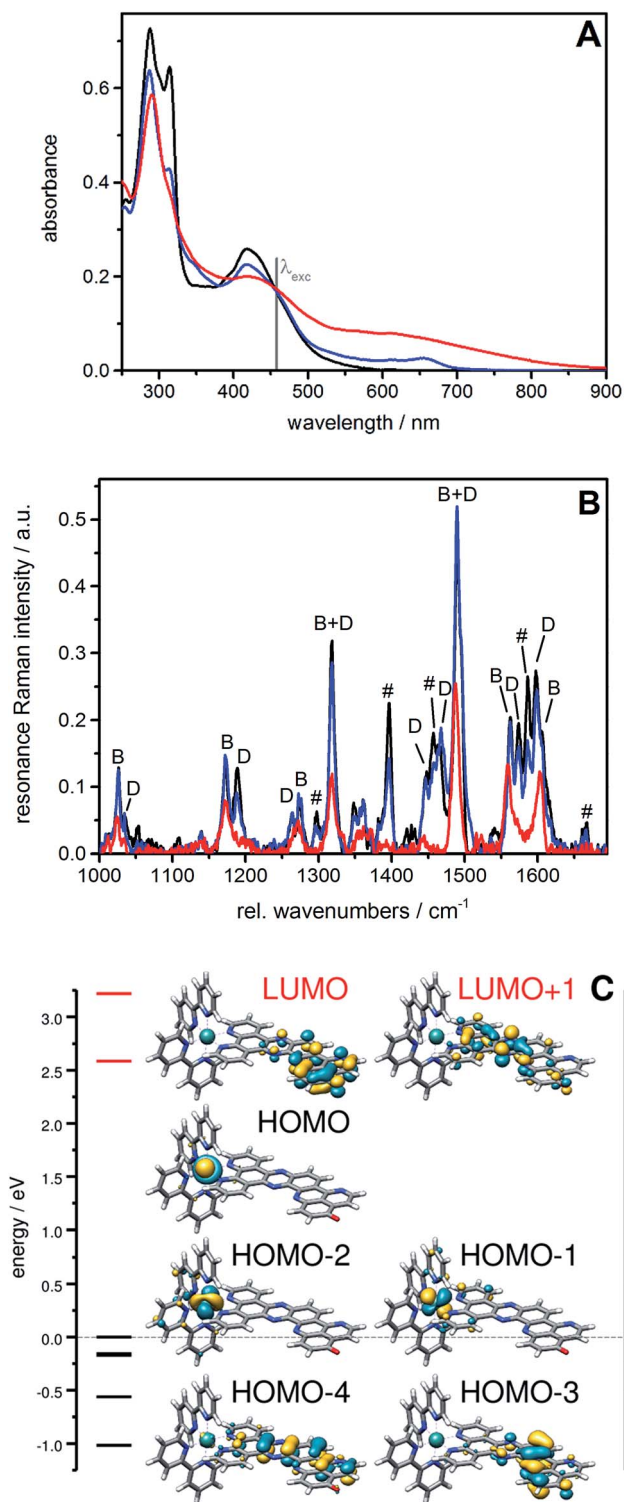 A
absorbance
0.6
0.4
0.2
0.0
λexc
300 400 500 600 700 800 900
wavelength / nm
B
resonance Raman intensity / a.u.
0.5
0.4
0.3
0.2
0.1
0.0
B D B D D B # B+D # D # D B+D B D # D B #
1000 1100 1200 1300 1400 1500 1600
rel. wavenumbers / cm-1
C
energy / eV
3.0
2.5
2.0
1.5
1.0
0.5
0.0
-0.5
-1.0
LUMO LUMO+1
HOMO
HOMO-2 HOMO-1
HOMO-4 HOMO-3